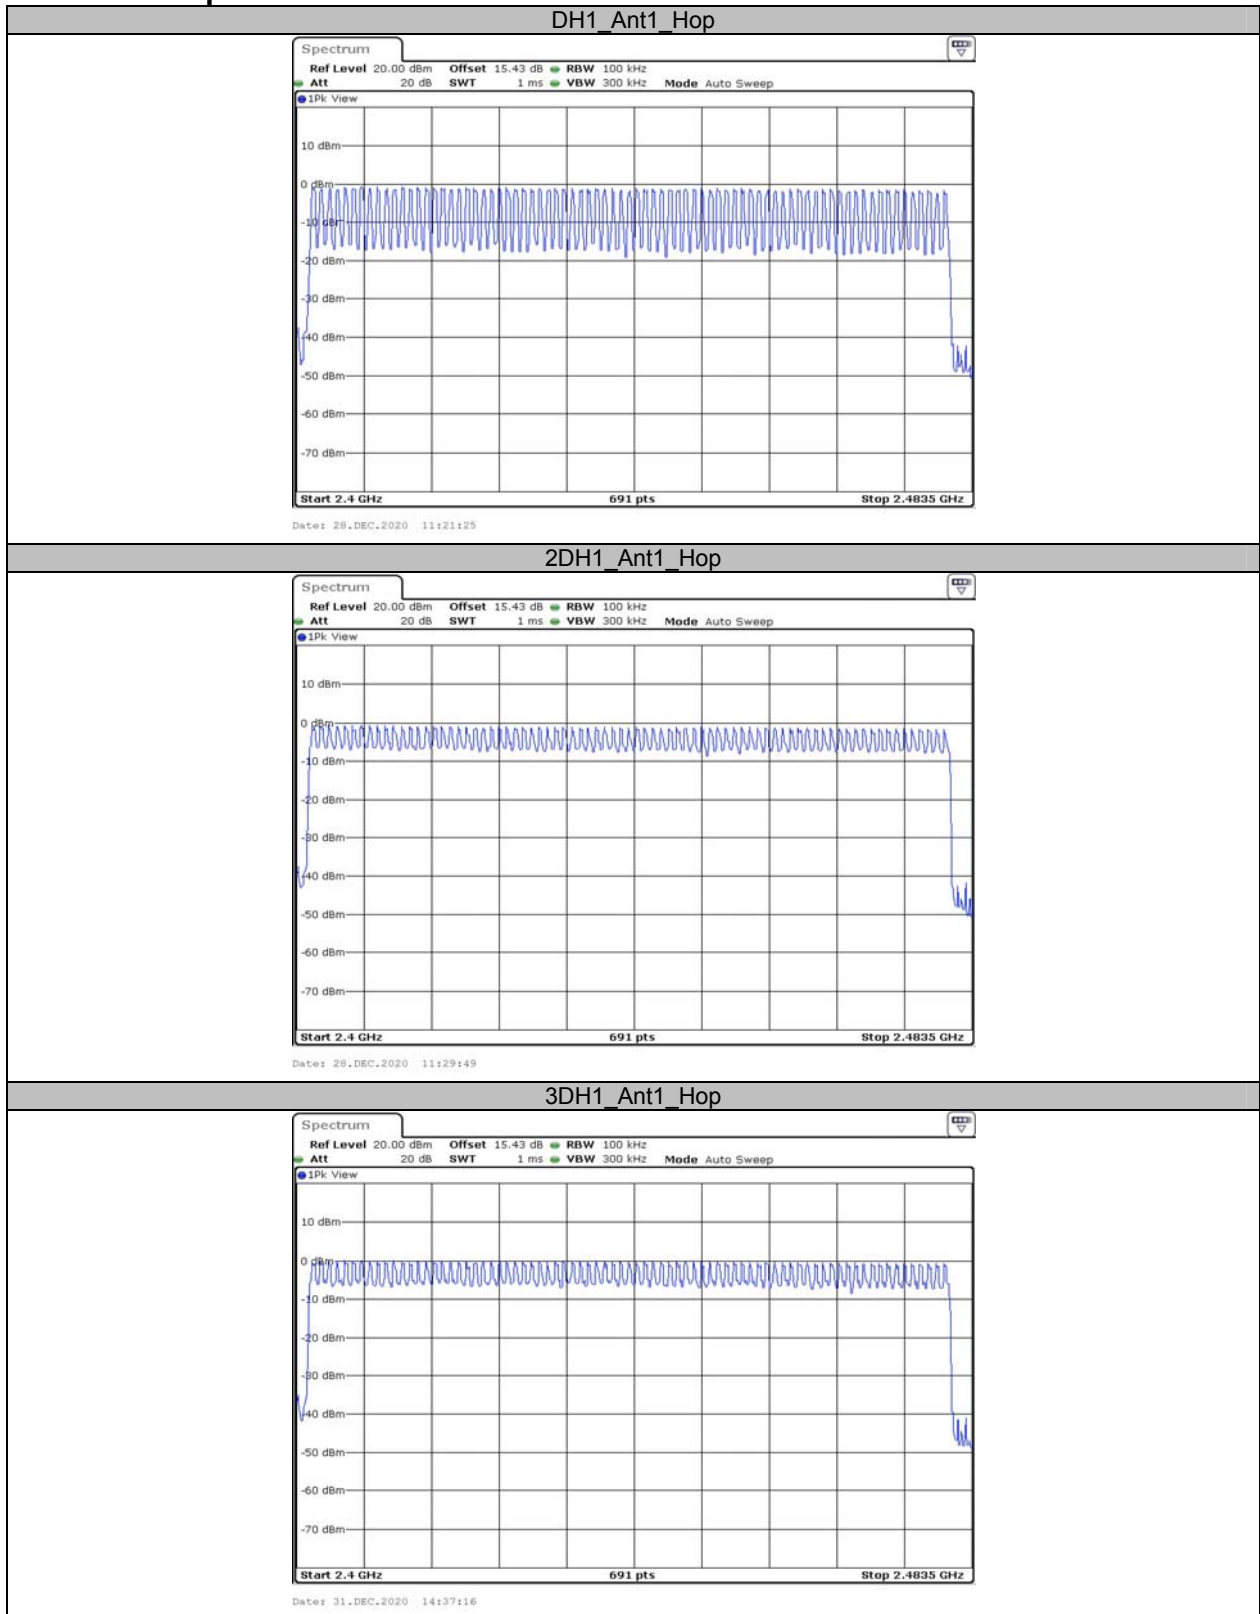 DH1_Ant1_Hop
Spectrum
Ref Level 20.00 dBm Offset 15.43 dB RBW 100 kHz
Att 20 dB SWT 1 ms VBW 300 kHz Mode Auto Sweep
1Pk View
10 dBm
0 dBm
-10 dBm
-20 dBm
-30 dBm
-40 dBm
-50 dBm
-60 dBm
-70 dBm
Start 2.4 GHz 691 pts Stop 2.4835 GHz
Date: 28.DEC.2020 11:21:25
2DH1_Ant1_Hop
Spectrum
Ref Level 20.00 dBm Offset 15.43 dB RBW 100 kHz
Att 20 dB SWT 1 ms VBW 300 kHz Mode Auto Sweep
1Pk View
10 dBm
0 dBm
-10 dBm
-20 dBm
-30 dBm
-40 dBm
-50 dBm
-60 dBm
-70 dBm
Start 2.4 GHz 691 pts Stop 2.4835 GHz
Date: 28.DEC.2020 11:29:49
3DH1_Ant1_Hop
Spectrum
Ref Level 20.00 dBm Offset 15.43 dB RBW 100 kHz
Att 20 dB SWT 1 ms VBW 300 kHz Mode Auto Sweep
1Pk View
10 dBm
0 dBm
-10 dBm
-20 dBm
-30 dBm
-40 dBm
-50 dBm
-60 dBm
-70 dBm
Start 2.4 GHz 691 pts Stop 2.4835 GHz
Date: 31.DEC.2020 14:37:16